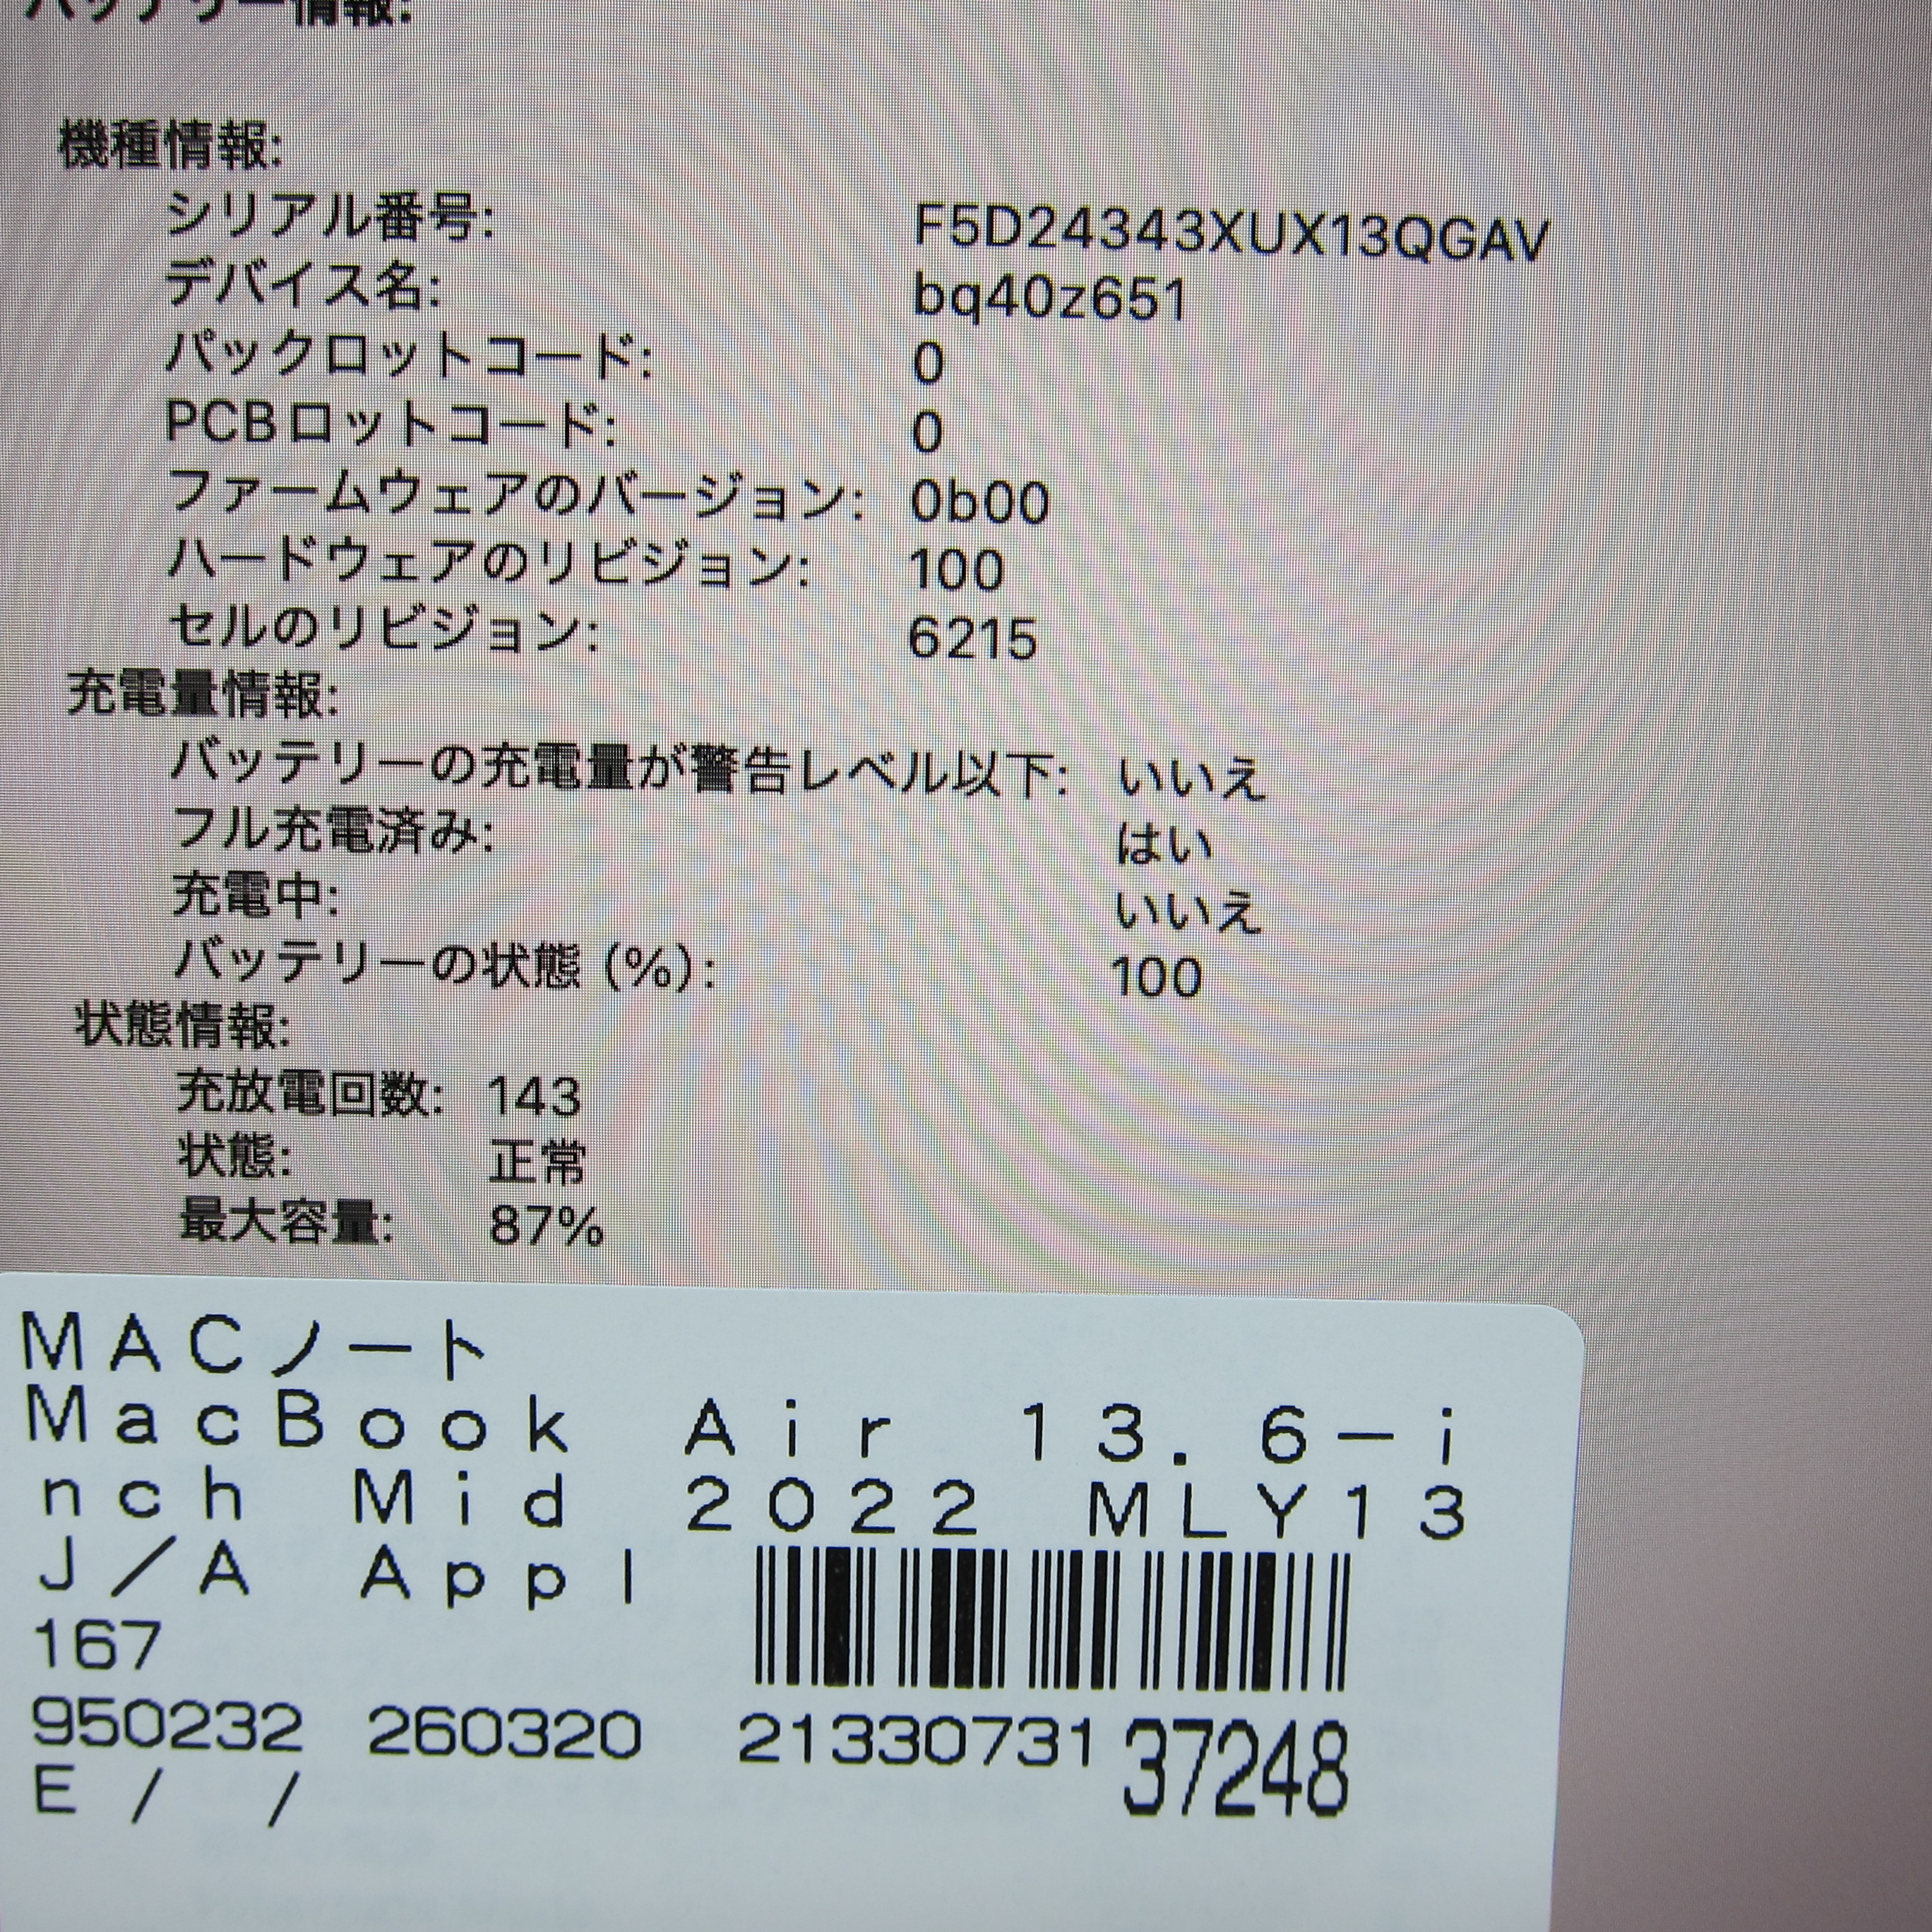 バッテリー情報:
機種情報:
シリアル番号: F5D24343XUX13QGAV
デバイス名: bq40z651
パックロットコード: 0
PCBロットコード: 0
ファームウェアのバージョン: 0b00
ハードウェアのリビジョン: 100
セルのリビジョン: 6215
充電量情報:
バッテリーの充電量が警告レベル以下: いいえ
フル充電済み: はい
充電中: いいえ
バッテリーの状態 (%): 100
状態情報:
充放電回数: 143
状態: 正常
最大容量: 87%
MACノート
MacBook Air 13.6-i
nch Mid 2022 MLY13
J/A Appl
167
950232 260320 21330731 37248
E / /